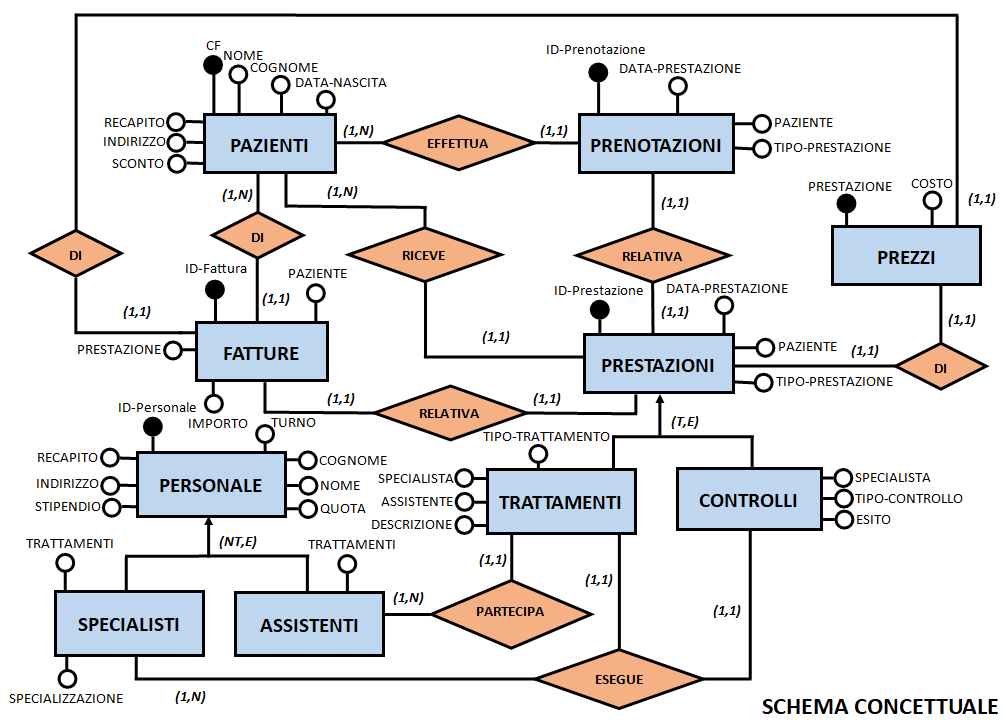 CF
NOME
COGNOME
DATA-NASCITA
RECAPITO
INDIRIZZO
SCONTO
PAZIENTI
(1,N)
EFFETTUA
(1,1)
ID-Prenotazione
DATA-PRESTAZIONE
PRENOTAZIONI
PAZIENTE
TIPO-PRESTAZIONE
PRESTAZIONE
COSTO
(1,1)
PREZZI
(1,N)
(1,N)
(1,1)
DI
DI
RICEVE
RELATIVA
ID-Fattura
PAZIENTE
ID-Prestazione
DATA-PRESTAZIONE
(1,1)
(1,1)
(1,1)
(1,1)
(1,1)
PRESTAZIONE
FATTURE
PRESTAZIONI
PAZIENTE
TIPO-PRESTAZIONE
(1,1)
DI
IMPORTO
(1,1)
RELATIVA
(1,1)
ID-Personale
TURNO
(T,E)
RECAPITO
INDIRIZZO
STIPENDIO
PERSONALE
COGNOME
NOME
QUOTA
TIPO-TRATTAMENTO
SPECIALISTA
ASSISTENTE
DESCRIZIONE
TRATTAMENTI
CONTROLLI
SPECIALISTA
TIPO-CONTROLLO
ESITO
(NT,E)
TRATTAMENTI
TRATTAMENTI
(1,1)
(1,1)
(1,1)
SPECIALISTI
ASSISTENTI
(1,N)
PARTECIPA
SPECIALIZZAZIONE
(1,N)
ESEGUE
SCHEMA CONCETTUALE